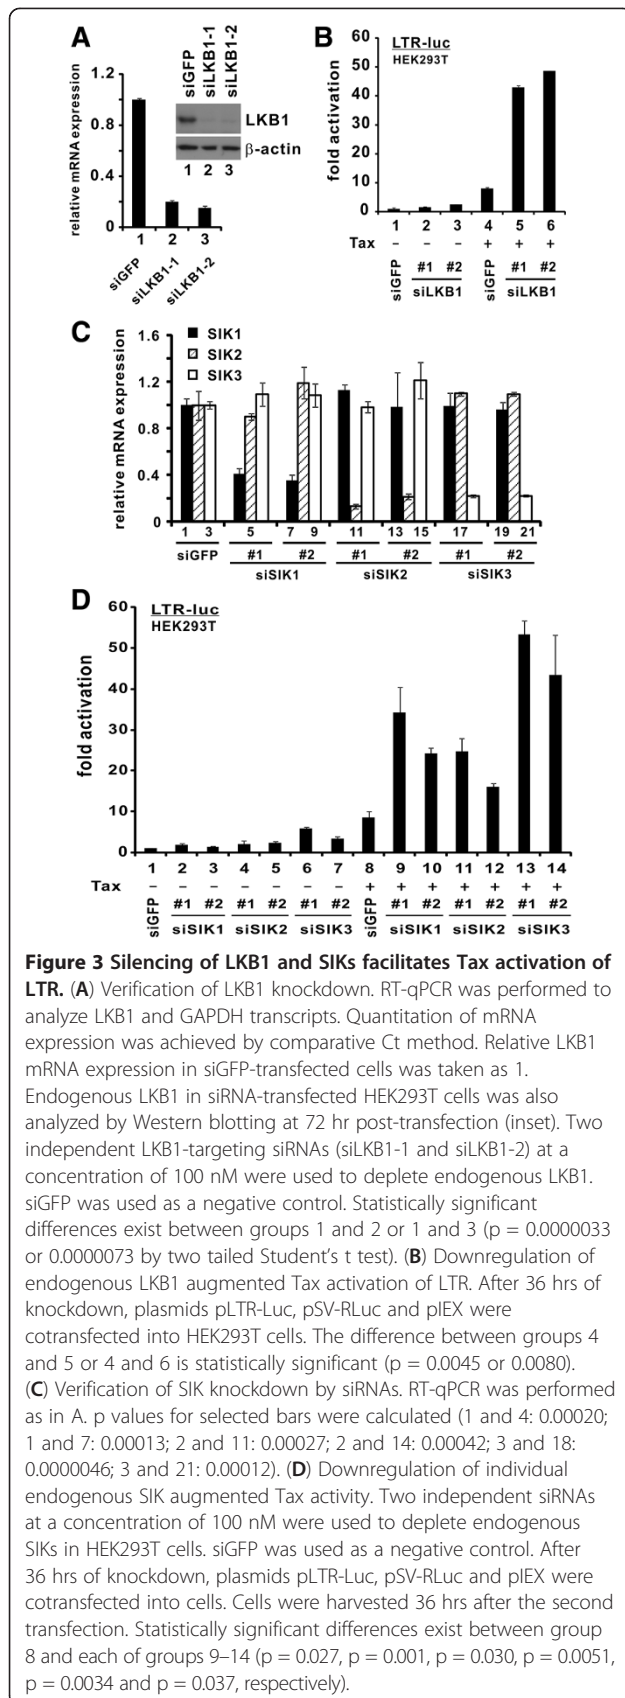 A
siGFP
siLKB1-1
siLKB1-2
relative mRNA expression
1.2
0.8
0.4
0
LKB1
β-actin
1 2 3
1 2 3
siGFP
siLKB1-1
siLKB1-2
B
LTR-luc
HEK293T
fold activation
60
50
40
30
20
10
0
1 2 3 4 5 6
Tax – – – + + +
siGFP #1 #2 siGFP #1 #2
siLKB1 siLKB1
C
relative mRNA expression
1.6
1.2
0.8
0.4
0
SIK1
SIK2
SIK3
1 3 5 7 9 11 13 15 17 19 21
siGFP #1 #2 #1 #2 #1 #2
siSIK1 siSIK2 siSIK3
D
LTR-luc
HEK293T
fold activation
60
50
40
30
20
10
0
1 2 3 4 5 6 7 8 9 10 11 12 13 14
Tax – – – – – – – + + + + + + +
siGFP #1 #2 #1 #2 #1 #2 siGFP #1 #2 #1 #2 #1 #2
siSIK1 siSIK2 siSIK3 siSIK1 siSIK2 siSIK3
Figure 3 Silencing of LKB1 and SIKs facilitates Tax activation of
LTR. (A) Verification of LKB1 knockdown. RT-qPCR was performed to
analyze LKB1 and GAPDH transcripts. Quantitation of mRNA
expression was achieved by comparative Ct method. Relative LKB1
mRNA expression in siGFP-transfected cells was taken as 1.
Endogenous LKB1 in siRNA-transfected HEK293T cells was also
analyzed by Western blotting at 72 hr post-transfection (inset). Two
independent LKB1-targeting siRNAs (siLKB1-1 and siLKB1-2) at a
concentration of 100 nM were used to deplete endogenous LKB1.
siGFP was used as a negative control. Statistically significant
differences exist between groups 1 and 2 or 1 and 3 (p = 0.0000033
or 0.0000073 by two tailed Student's t test). (B) Downregulation of
endogenous LKB1 augmented Tax activation of LTR. After 36 hrs of
knockdown, plasmids pLTR-Luc, pSV-RLuc and pIEX were
cotransfected into HEK293T cells. The difference between groups 4
and 5 or 4 and 6 is statistically significant (p = 0.0045 or 0.0080).
(C) Verification of SIK knockdown by siRNAs. RT-qPCR was performed
as in A. p values for selected bars were calculated (1 and 4: 0.00020;
1 and 7: 0.00013; 2 and 11: 0.00027; 2 and 14: 0.00042; 3 and 18:
0.0000046; 3 and 21: 0.00012). (D) Downregulation of individual
endogenous SIK augmented Tax activity. Two independent siRNAs
at a concentration of 100 nM were used to deplete endogenous
SIKs in HEK293T cells. siGFP was used as a negative control. After
36 hrs of knockdown, plasmids pLTR-Luc, pSV-RLuc and pIEX were
cotransfected into cells. Cells were harvested 36 hrs after the second
transfection. Statistically significant differences exist between group
8 and each of groups 9–14 (p = 0.027, p = 0.001, p = 0.030, p = 0.0051,
p = 0.0034 and p = 0.037, respectively).